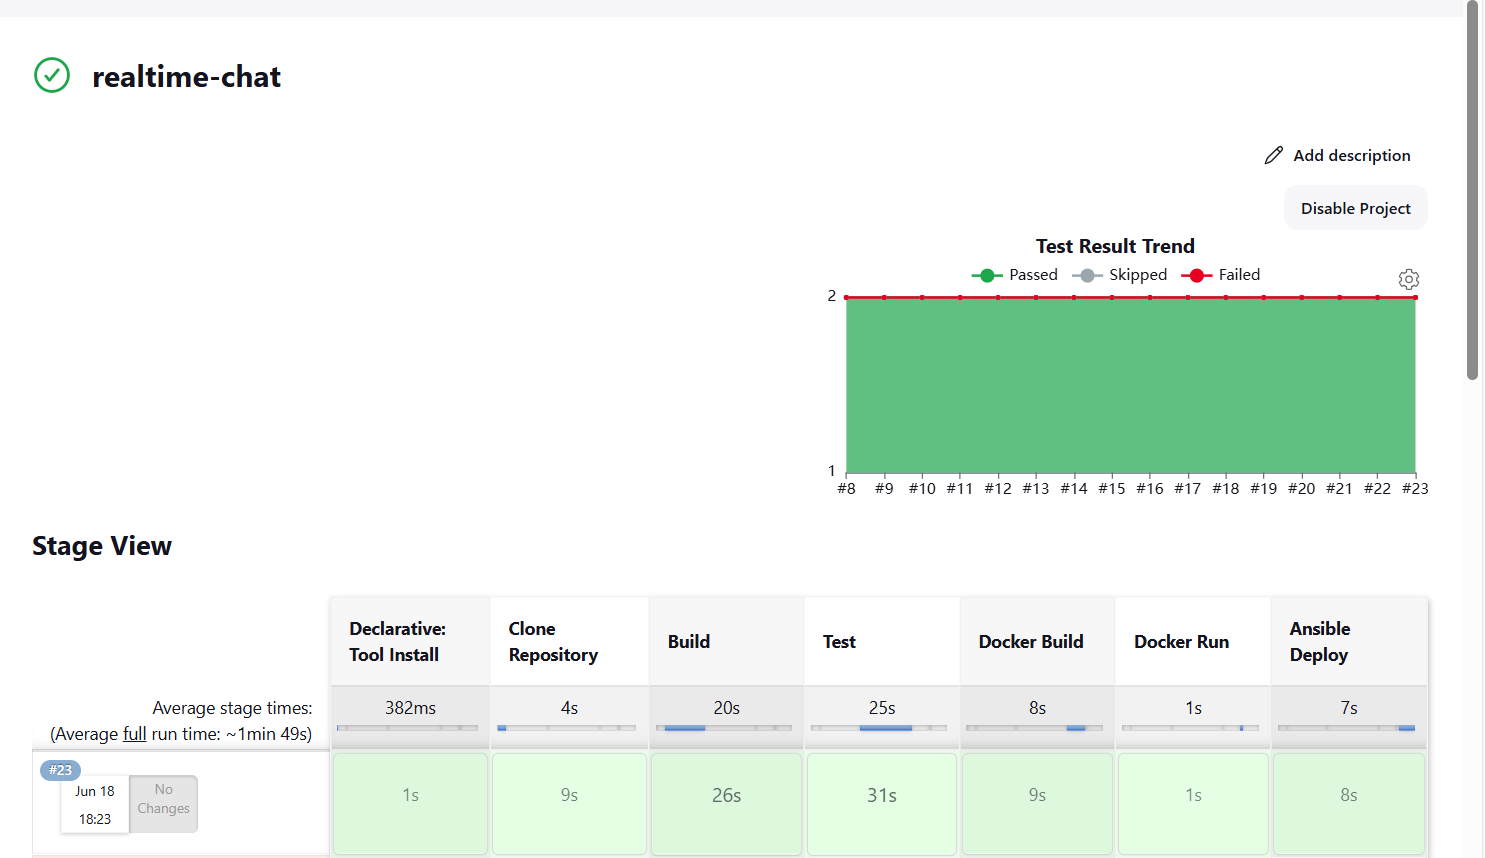 realtime-chat
Add description
Disable Project
Test Result Trend
Passed Skipped Failed
2
1
#8 #9 #10 #11 #12 #13 #14 #15 #16 #17 #18 #19 #20 #21 #22 #23
Stage View
Declarative:
Tool Install
Clone
Repository
Build
Test
Docker Build
Docker Run
Ansible
Deploy
Average stage times:
(Average full run time: ~1min 49s)
382ms 4s 20s 25s 8s 1s 7s
#23
Jun 18
18:23
No
Changes
1s 9s 26s 31s 9s 1s 8s